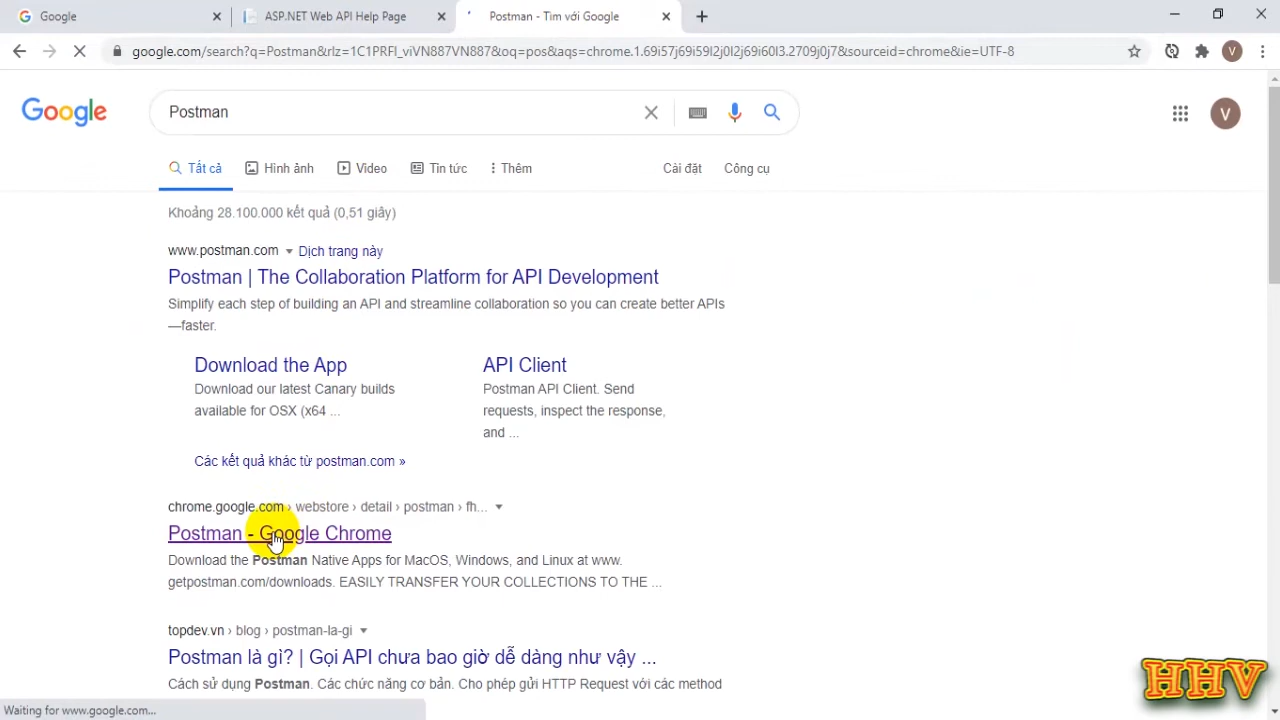 Google
ASP.NET Web API Help Page
Postman - Tìm với Google
google.com/search?q=Postman&rlz=1C1PRFI_viVN887VN887&oq=pos&aqs=chrome.1.69i57j69i59l2j0l2j69i60l3.2709j0j7&sourceid=chrome&ie=UTF-8
V
Google
Postman
V
Tất cả
Hình ảnh
Video
Tin tức
Thêm
Cài đặt
Công cụ
Khoảng 28.100.000 kết quả (0,51 giây)
www.postman.com
Dịch trang này
Postman | The Collaboration Platform for API Development
Simplify each step of building an API and streamline collaboration so you can create better APIs
—faster.
Download the App
Download our latest Canary builds
available for OSX (x64 ...
API Client
Postman API Client. Send
requests, inspect the response,
and ...
Các kết quả khác từ postman.com »
chrome.google.com › webstore › detail › postman › fh...
Postman - Google Chrome
Download the Postman Native Apps for MacOS, Windows, and Linux at www.
getpostman.com/downloads. EASILY TRANSFER YOUR COLLECTIONS TO THE ...
topdev.vn › blog › postman-la-gi
Postman là gì? | Gọi API chưa bao giờ dễ dàng như vậy ...
Cách sử dụng Postman. Các chức năng cơ bản. Cho phép gửi HTTP Request với các method
Waiting for www.google.com...
HHV